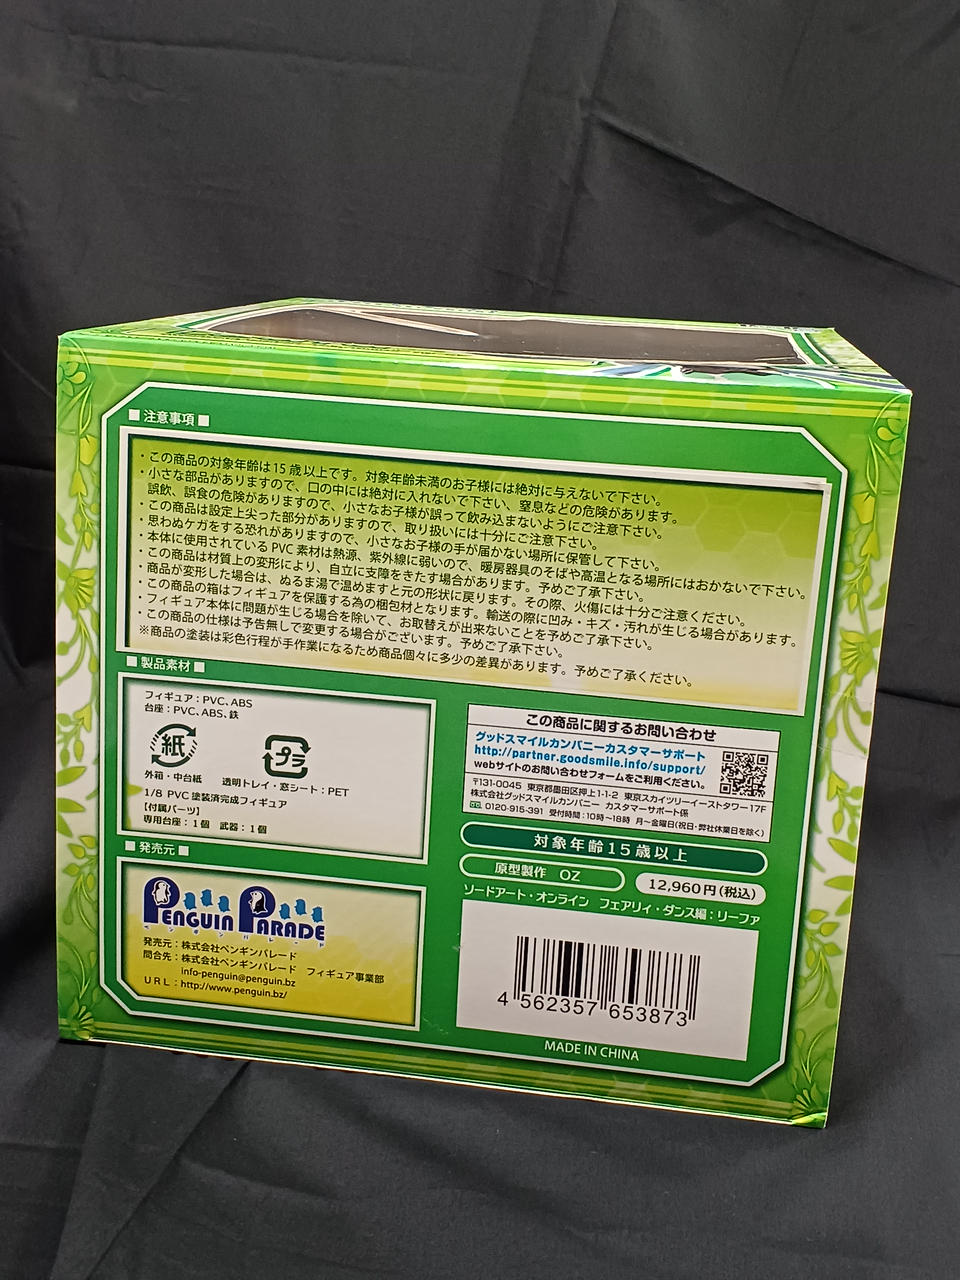 ■注意事項■
・この商品の対象年齢は15歳以上です。対象年齢未満のお子様には絶対に与えないで下さい。
・小さな部品がありますので、口の中には絶対に入れないで下さい、窒息などの危険があります。
誤飲、誤食の危険がありますので、小さなお子様が誤って飲み込まないようにご注意下さい。
・この商品は設定上尖った部分がありますので、取り扱いには十分にご注意下さい。
思わぬケガをする恐れがありますので、小さなお子様の手が届かない場所に保管して下さい。
・本体に使用されているPVC素材は熱源、紫外線に弱いので、暖房器具のそばや高温となる場所にはおかないで下さい。
・この商品は材質上の変形により、自立に支障をきたす場合があります。予めご了承下さい。
・商品が変形した場合は、ぬるま湯で温めますと元の形状に戻ります。その際、火傷には十分ご注意ください。
・この商品の箱はフィギュアを保護する為の梱包材となります。輸送の際に凹み・キズ・汚れが生じる場合があります。
・フィギュア本体に問題が生じる場合を除いて、お取替えが出来ないことを予めご了承下さい。
・この商品の仕様は予告無しで変更する場合がございます。予めご了承下さい。
※商品の塗装は彩色行程が手作業になるため商品個々に多少の差異があります。予めご了承ください。
■製品素材■
フィギュア：PVC、ABS
台座：PVC、ABS、鉄
紙
プラ
外箱・中台紙
透明トレイ・窓シート：PET
1/8 PVC 塗装済完成フィギュア
【付属パーツ】
専用台座：1個 武器：1個
■発売元■
PENGUIN PARADE
ペンギンパレード
発売元：株式会社ペンギンパレード
問合先：株式会社ペンギンパレード フィギュア事業部
info-penguin@penguin.bz
URL：http://www.penguin.bz/
この商品に関するお問い合わせ
グッドスマイルカンパニーカスタマーサポート
http://partner.goodsmile.info/support/
webサイトのお問い合わせフォームをご利用ください。
〒131-0045 東京都墨田区押上1-1-2 東京スカイツリーイーストタワー17F
株式会社グッドスマイルカンパニー カスタマーサポート係
0120-915-391 受付時間：10時〜18時 月〜金曜日(祝日・弊社休業日を除く)
対象年齢15歳以上
原型製作 OZ
12,960円(税込)
ソードアート・オンライン フェアリィ・ダンス編：リーファ
4 562357 653873
MADE IN CHINA